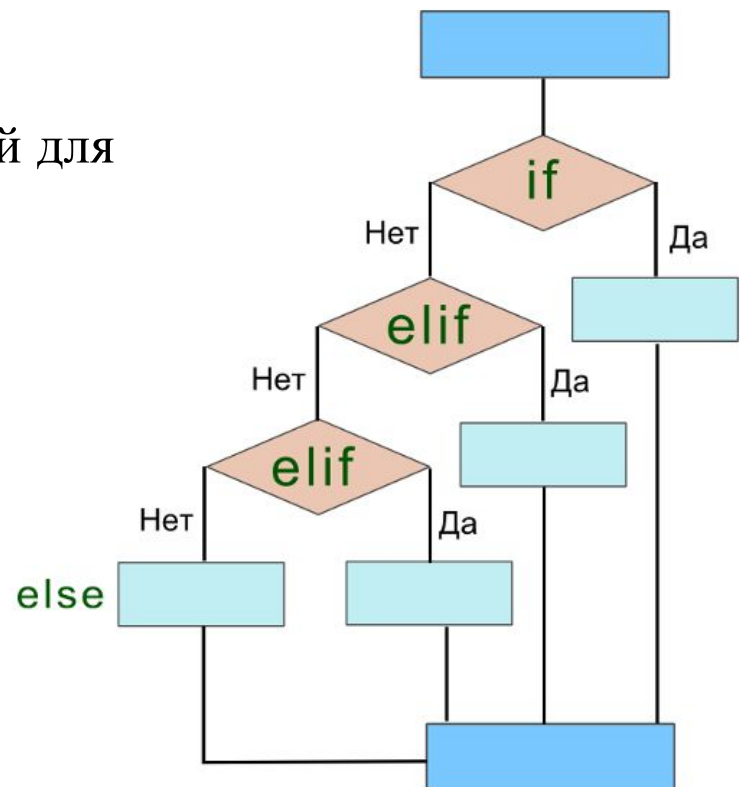 й для
if
Нет
Да
elif
Нет
Да
elif
Нет
Да
else